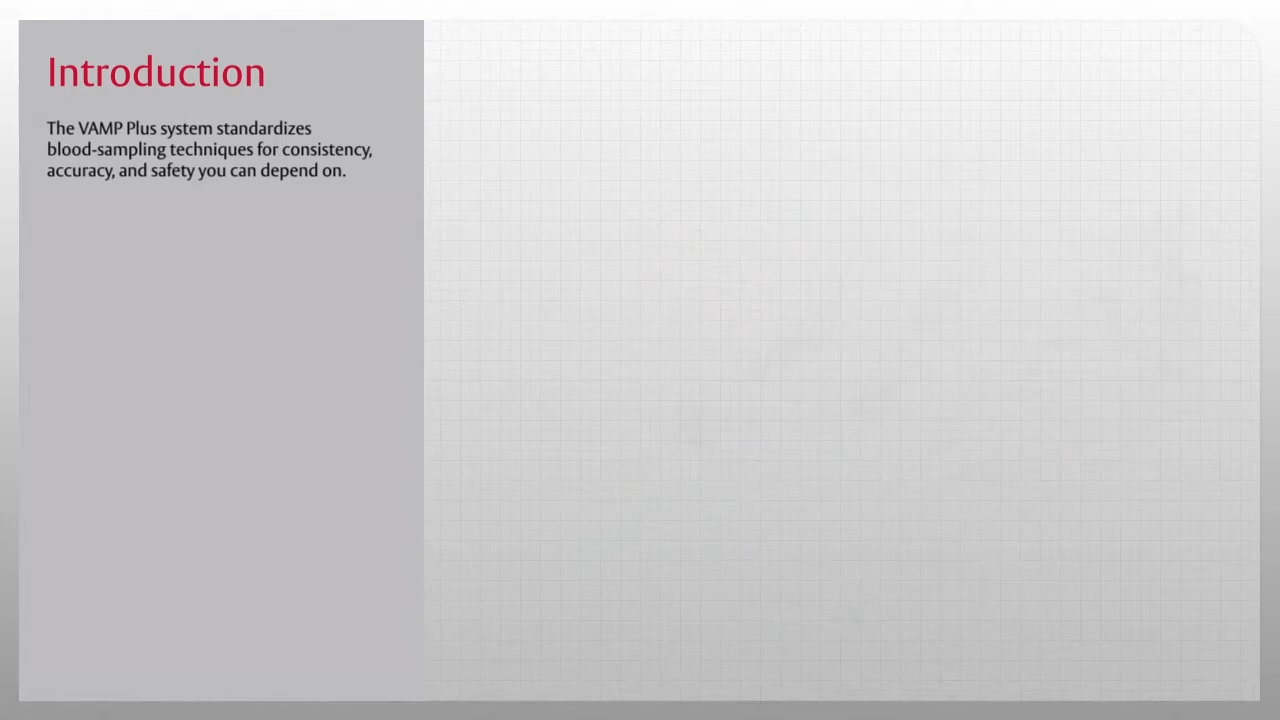 Introduction
The VAMP Plus system standardizes
blood-sampling techniques for consistency,
accuracy, and safety you can depend on.